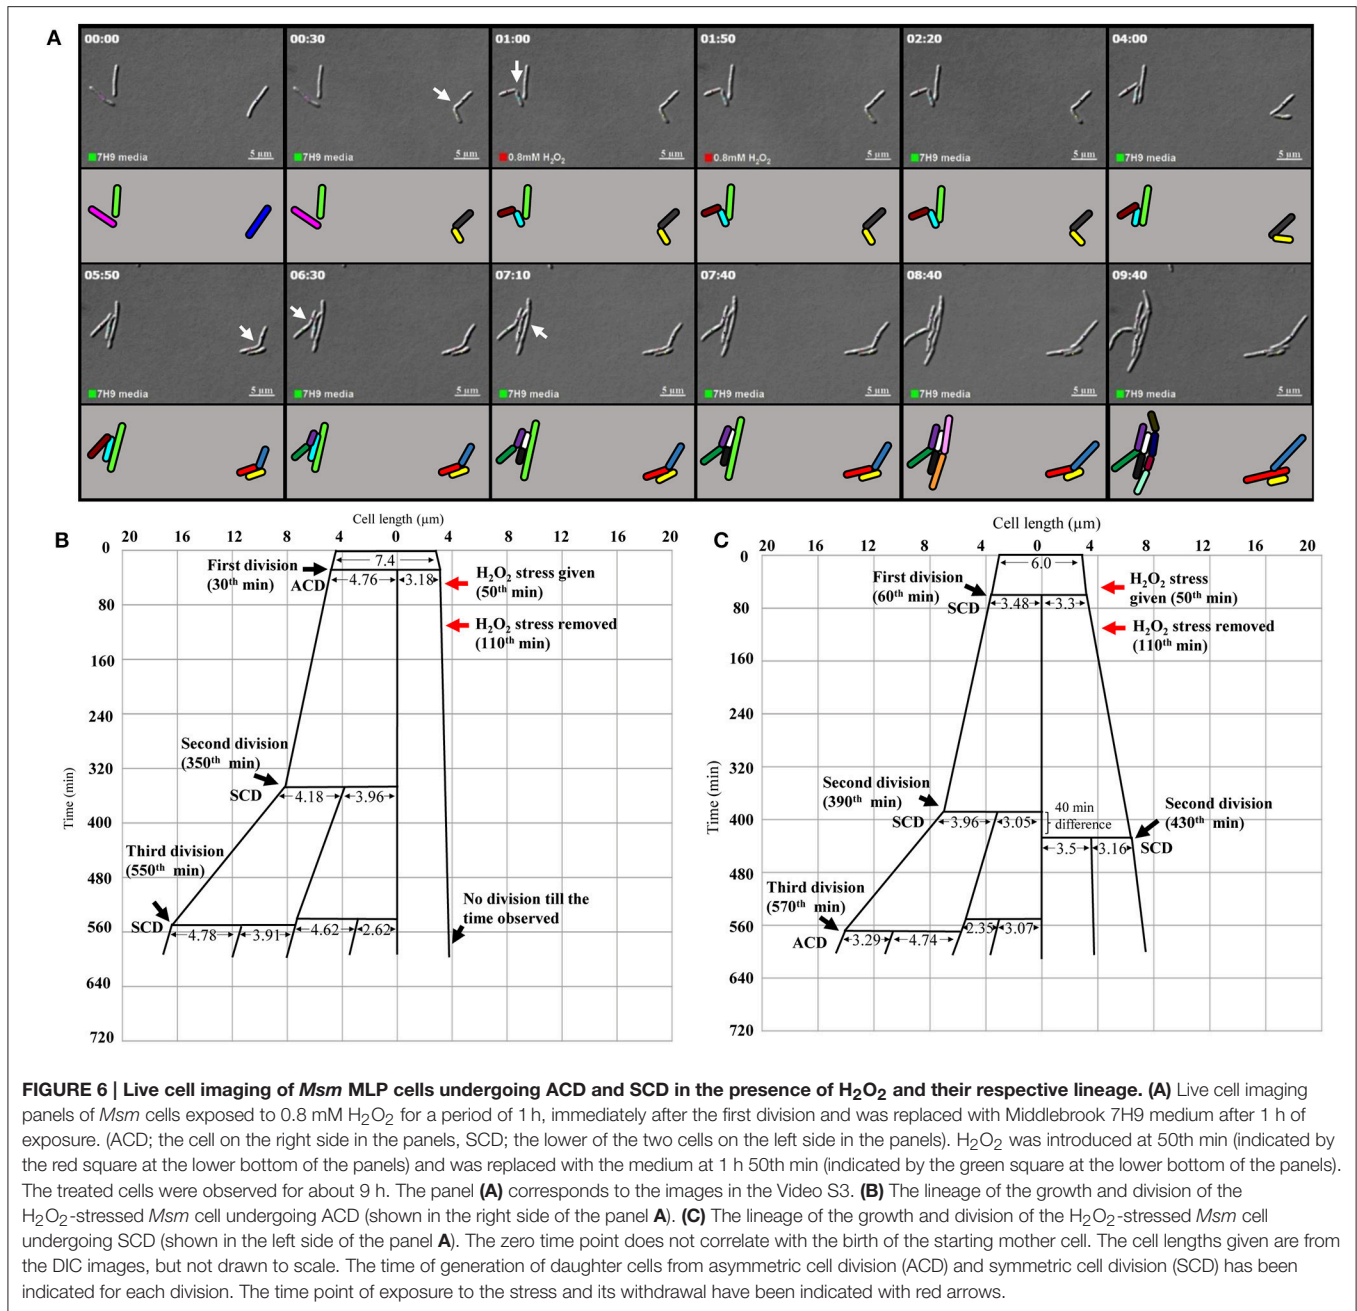 A
00:00
00:30
01:00
01:50
02:20
04:00
7H9 media
5 µm
7H9 media
5 µm
0.8mM H₂O₂
5 µm
0.8mM H₂O₂
5 µm
7H9 media
5 µm
7H9 media
5 µm
05:50
06:30
07:10
07:40
08:40
09:40
7H9 media
5 µm
7H9 media
5 µm
7H9 media
5 µm
7H9 media
5 µm
7H9 media
5 µm
7H9 media
5 µm
B
Cell length (µm)
20 16 12 8 4 0 4 8 12 16 20
0
80
160
240
320
400
480
560
640
720
Time (min)
7.4
First division
(30th min)
ACD
4.76
3.18
H₂O₂ stress given
(50th min)
H₂O₂ stress removed
(110th min)
Second division
(350th min)
SCD
4.18
3.96
Third division
(550th min)
SCD
4.78
3.91
4.62
2.62
No division till the
time observed
C
Cell length (µm)
20 16 12 8 4 0 4 8 12 16 20
0
80
160
240
320
400
480
560
640
720
Time (min)
6.0
First division
(60th min)
SCD
3.48
3.3
H₂O₂ stress
given (50th min)
H₂O₂ stress removed
(110th min)
Second division
(390th min)
SCD
3.96
3.05
40 min
difference
Second division
(430th min)
SCD
3.5
3.16
Third division
(570th min)
ACD
3.29
4.74
2.35
3.07
FIGURE 6 | Live cell imaging of Msm MLP cells undergoing ACD and SCD in the presence of H₂O₂ and their respective lineage. (A) Live cell imaging
panels of Msm cells exposed to 0.8 mM H₂O₂ for a period of 1 h, immediately after the first division and was replaced with Middlebrook 7H9 medium after 1 h of
exposure. (ACD; the cell on the right side in the panels, SCD; the lower of the two cells on the left side in the panels). H₂O₂ was introduced at 50th min (indicated by
the red square at the lower bottom of the panels) and was replaced with the medium at 1 h 50th min (indicated by the green square at the lower bottom of the panels).
The treated cells were observed for about 9 h. The panel (A) corresponds to the images in the Video S3. (B) The lineage of the growth and division of the
H₂O₂-stressed Msm cell undergoing ACD (shown in the right side of the panel A). (C) The lineage of the growth and division of the H₂O₂-stressed Msm cell
undergoing SCD (shown in the left side of the panel A). The zero time point does not correlate with the birth of the starting mother cell. The cell lengths given are from
the DIC images, but not drawn to scale. The time of generation of daughter cells from asymmetric cell division (ACD) and symmetric cell division (SCD) has been
indicated for each division. The time point of exposure to the stress and its withdrawal have been indicated with red arrows.